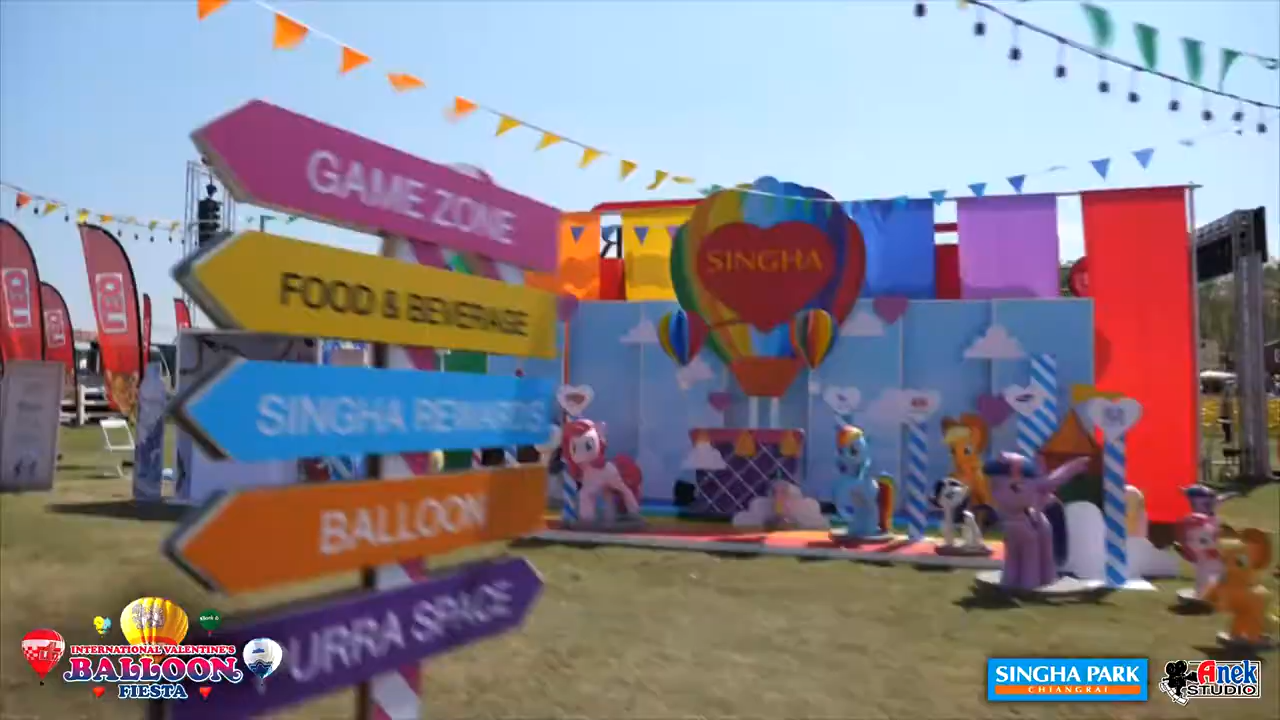 GAME ZONE
FOOD & BEVERAGE
SINGHA REWARDS
BALLOON
URRA SPACE
SINGHA
INTERNATIONAL VALENTINE'S
BALLOON
FIESTA
SINGHA PARK
CHIANGRAI
Anek
STUDIO